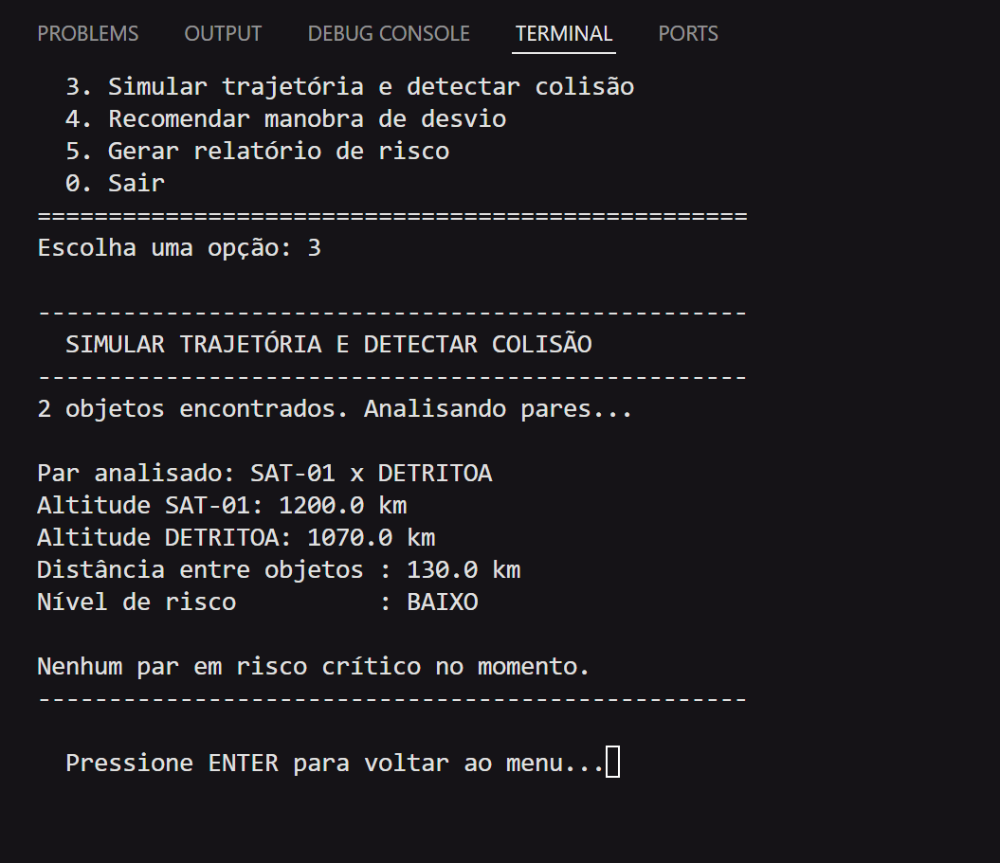 PROBLEMS OUTPUT DEBUG CONSOLE TERMINAL PORTS
3. Simular trajetória e detectar colisão
4. Recomendar manobra de desvio
5. Gerar relatório de risco
0. Sair
==================================================
Escolha uma opção: 3
--------------------------------------------------
SIMULAR TRAJETÓRIA E DETECTAR COLISÃO
--------------------------------------------------
2 objetos encontrados. Analisando pares...
Par analisado: SAT-01 x DETRITOA
Altitude SAT-01: 1200.0 km
Altitude DETRITOA: 1070.0 km
Distância entre objetos : 130.0 km
Nível de risco          : BAIXO
Nenhum par em risco crítico no momento.
--------------------------------------------------
Pressione ENTER para voltar ao menu...